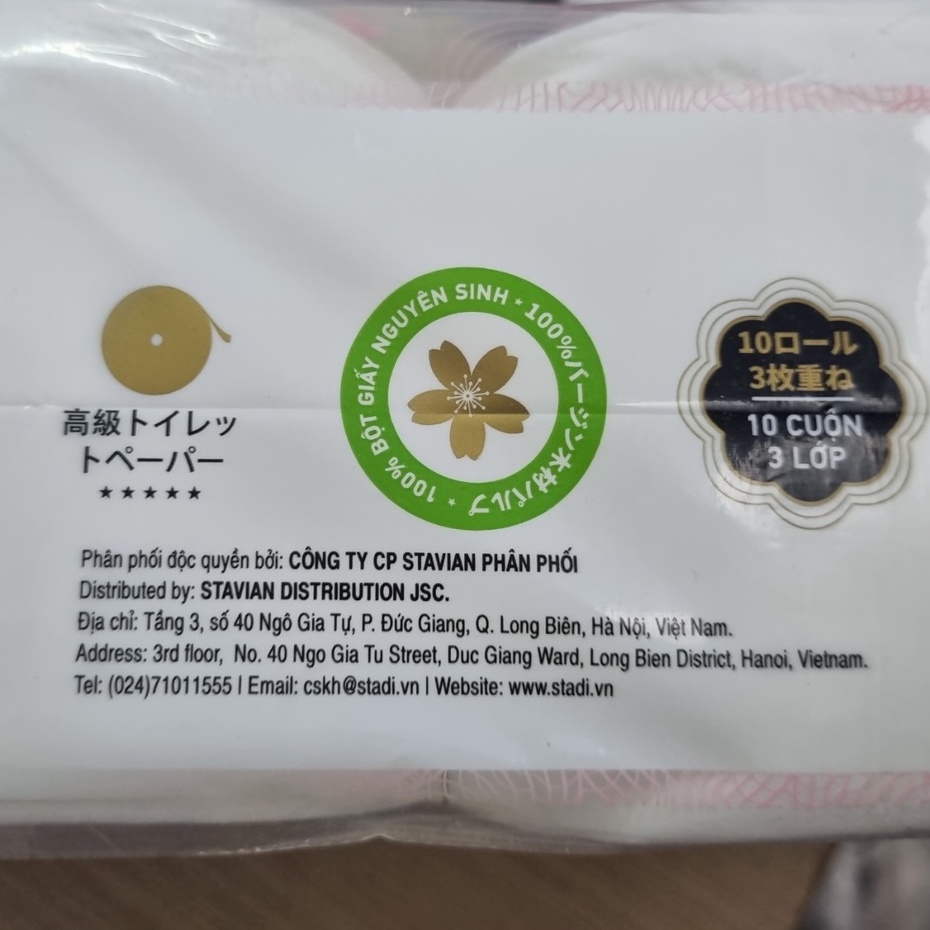 高級トイレッ
トペーパー
★★★★★
100% BỘT GIẤY NGUYÊN SINH ★ 100%バージン木材パルプ ★
10ロール
3枚重ね
10 CUỘN
3 LỚP
Phân phối độc quyền bởi: CÔNG TY CP STAVIAN PHÂN PHỐI
Distributed by: STAVIAN DISTRIBUTION JSC.
Địa chỉ: Tầng 3, số 40 Ngô Gia Tự, P. Đức Giang, Q. Long Biên, Hà Nội, Việt Nam.
Address: 3rd floor, No. 40 Ngo Gia Tu Street, Duc Giang Ward, Long Bien District, Hanoi, Vietnam.
Tel: (024)71011555 | Email: cskh@stadi.vn | Website: www.stadi.vn